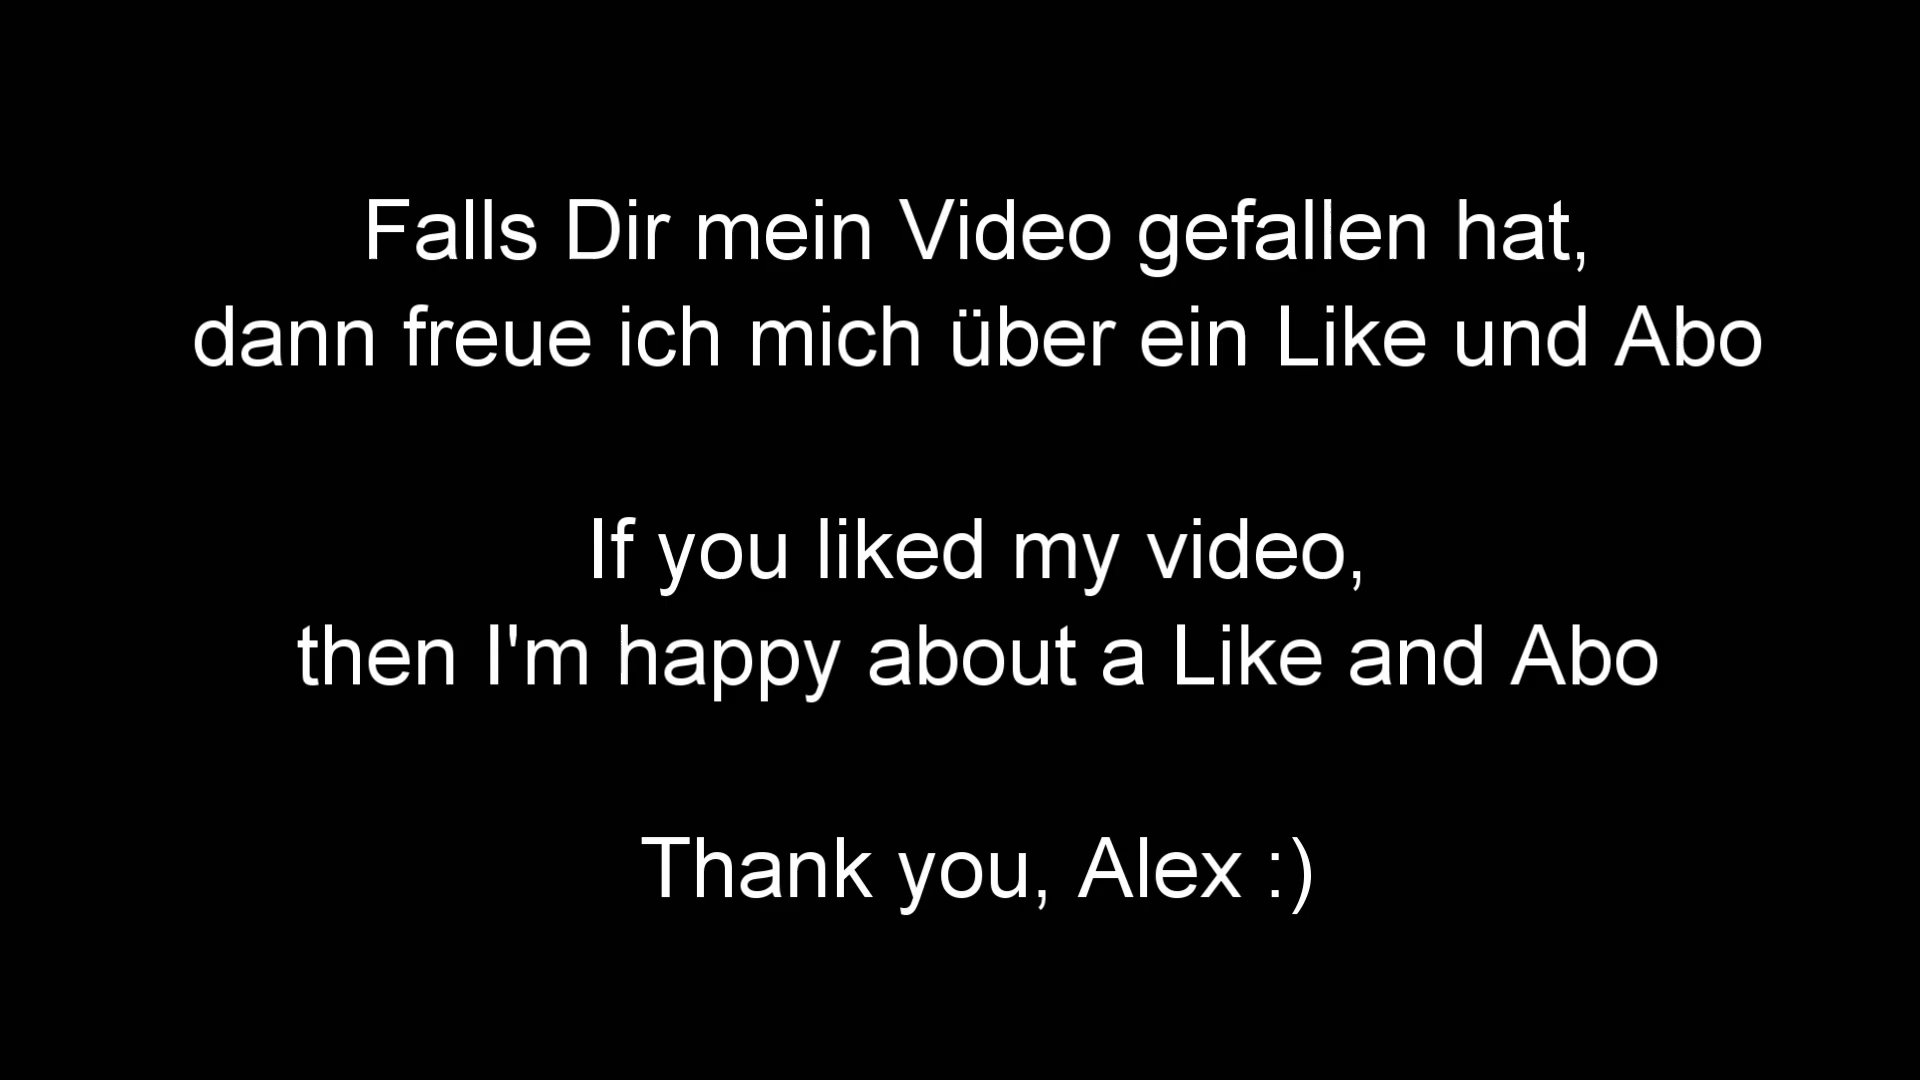 Falls Dir mein Video gefallen hat,
dann freue ich mich über ein Like und Abo
If you liked my video,
then I'm happy about a Like and Abo
Thank you, Alex :)